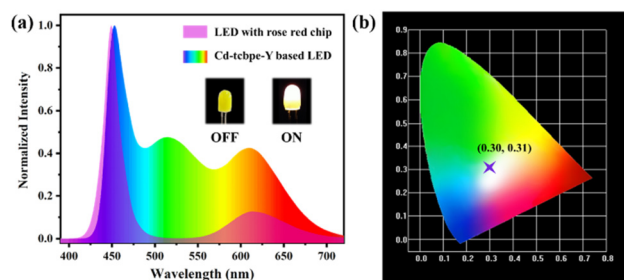 (a)
LED with rose red chip
Cd-tcbpe-Y based LED
OFF ON
Normalized Intensity
1.0
0.8
0.6
0.4
0.2
0.0
400 450 500 550 600 650 700
Wavelength (nm)
(b)
0.9
0.8
0.7
0.6
0.5
0.4
0.3
0.2
0.1
0.0
(0.30, 0.31)
0.0 0.1 0.2 0.3 0.4 0.5 0.6 0.7 0.8